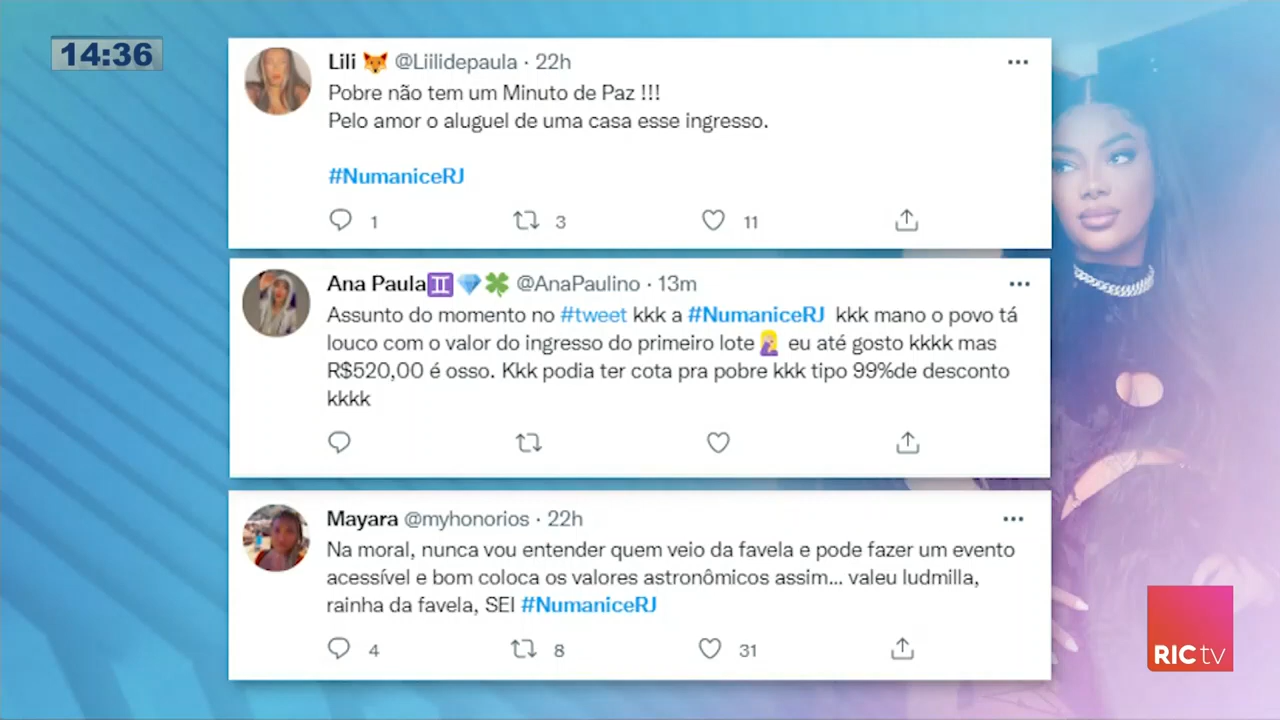 14:36
Lili 🦊 @Liilidepaula · 22h
Pobre não tem um Minuto de Paz !!!
Pelo amor o aluguel de uma casa esse ingresso.
#NumaniceRJ
1 3 11
Ana Paula♊💎🍀 @AnaPaulino · 13m
Assunto do momento no #tweet kkk a #NumaniceRJ kkk mano o povo tá
louco com o valor do ingresso do primeiro lote🤦🏼‍♀️ eu até gosto kkkk mas
R$520,00 é osso. Kkk podia ter cota pra pobre kkk tipo 99%de desconto
kkkk
Mayara @myhonorios · 22h
Na moral, nunca vou entender quem veio da favela e pode fazer um evento
acessível e bom coloca os valores astronômicos assim... valeu ludmilla,
rainha da favela, SEI #NumaniceRJ
4 8 31
RIC tv